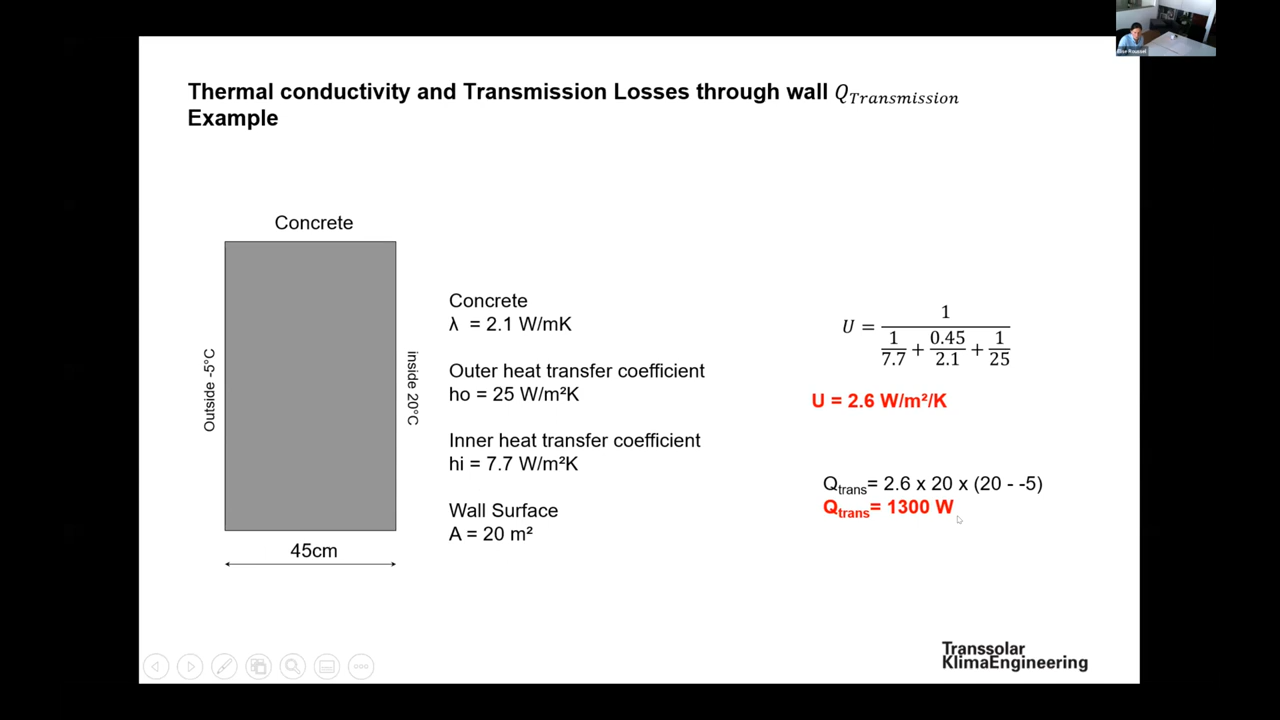 Thermal conductivity and Transmission Losses through wall Q_Transmission
Example
Concrete
Outside -5°C
inside 20°C
45cm
Concrete
λ = 2.1 W/mK
Outer heat transfer coefficient
ho = 25 W/m²K
Inner heat transfer coefficient
hi = 7.7 W/m²K
Wall Surface
A = 20 m²
U = 1 / (1/7.7 + 0.45/2.1 + 1/25)
U = 2.6 W/m²/K
Qtrans= 2.6 x 20 x (20 - -5)
Qtrans= 1300 W
Transsolar
KlimaEngineering